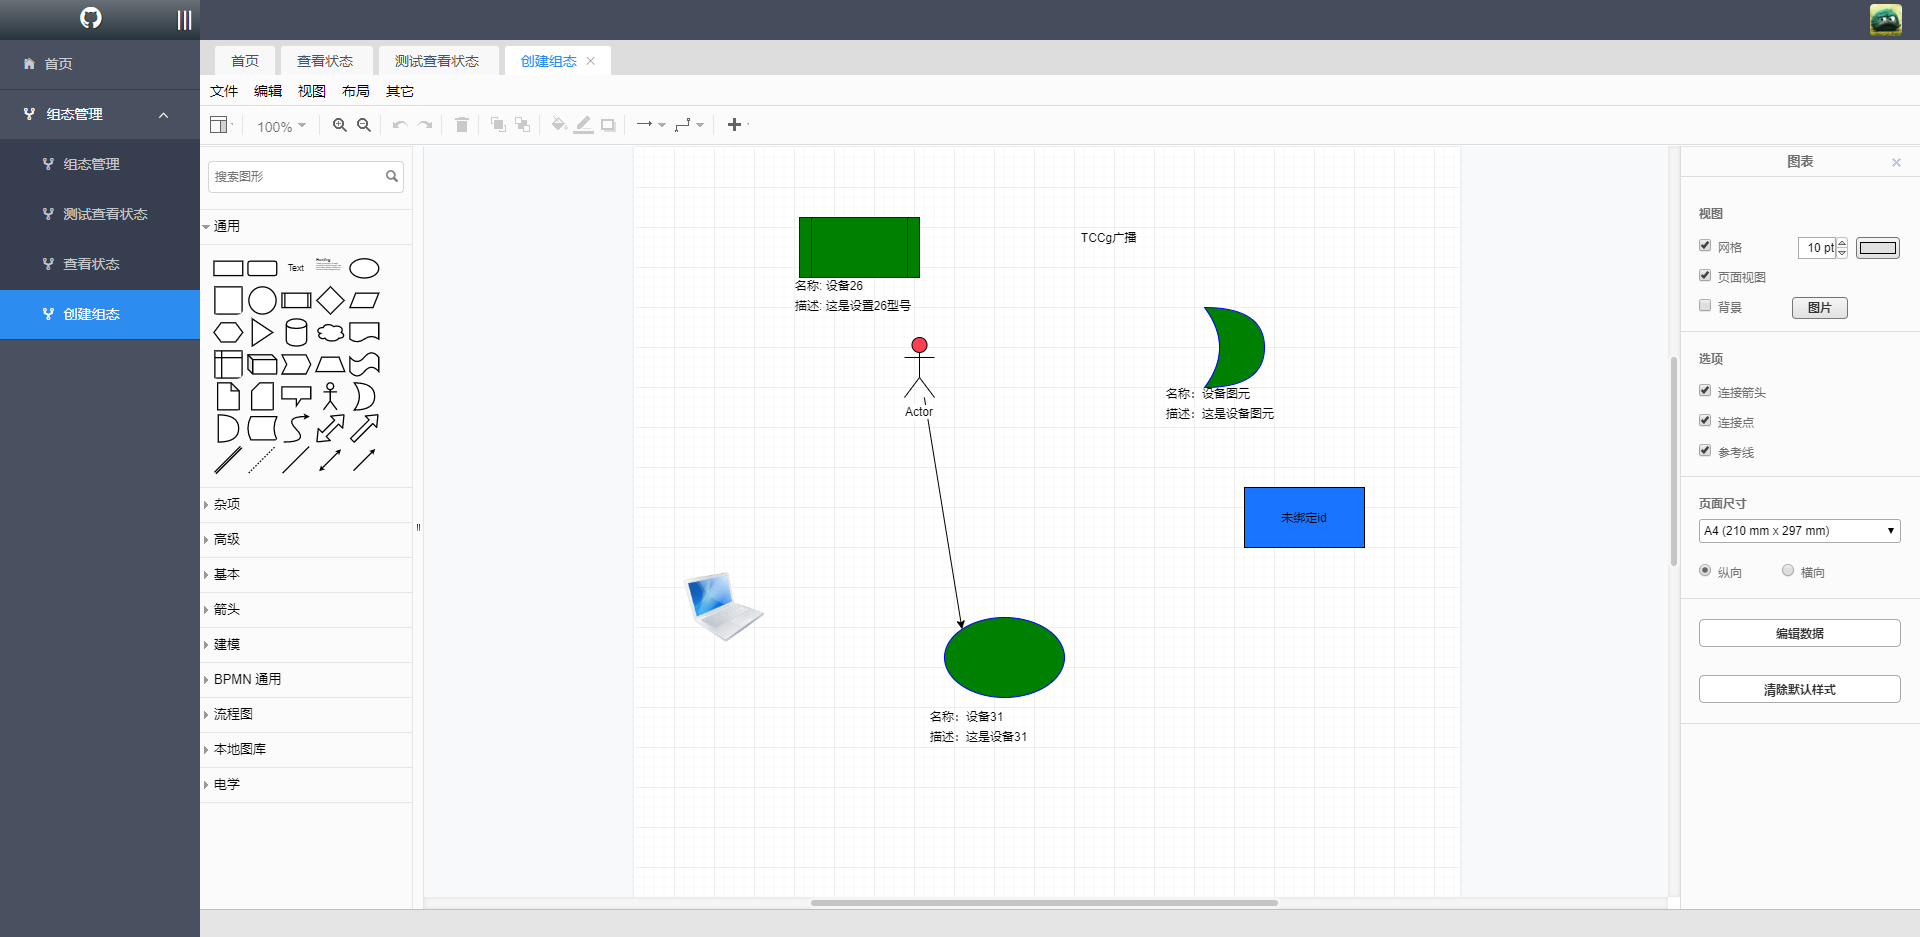 首页
组态管理
组态管理
测试查看状态
查看状态
创建组态
首页
查看状态
测试查看状态
创建组态
文件 编辑 视图 布局 其它
100%
搜索图形
通用
Text
Heading
杂项
高级
基本
箭头
建模
BPMN 通用
流程图
本地图库
电学
TCCg广播
名称: 设备26
描述: 这是设置26型号
Actor
名称：设备图元
描述：这是设备图元
未绑定id
名称：设备31
描述：这是设备31
图表
视图
网格 10 pt
页面视图
背景 图片
选项
连接箭头
连接点
参考线
页面尺寸
A4 (210 mm x 297 mm)
纵向 横向
编辑数据
清除默认样式